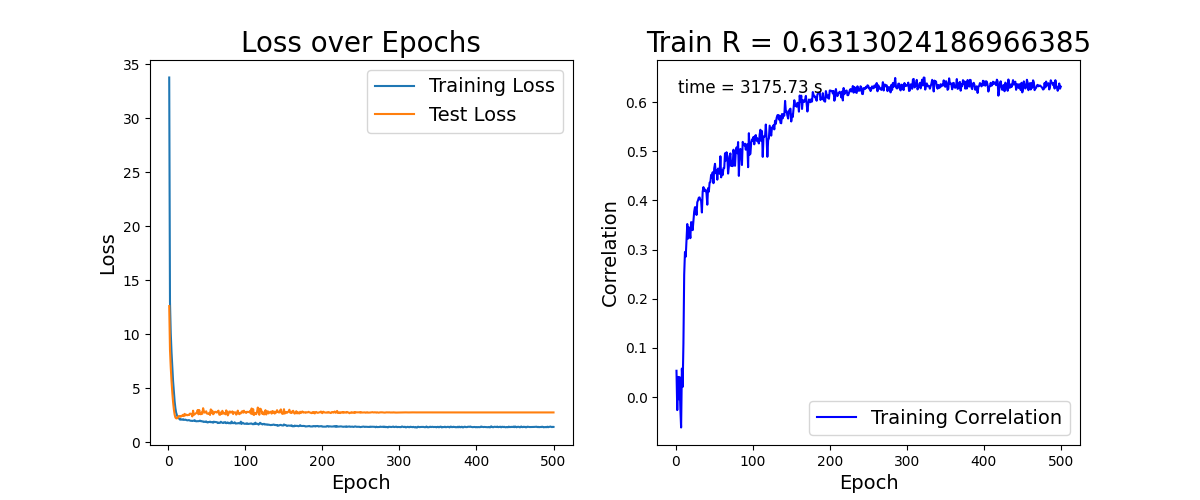 Loss over Epochs
35
30
25
20
15
10
5
0
Loss
0 100 200 300 400 500
Epoch
Training Loss
Test Loss
Train R = 0.6313024186966385
time = 3175.73 s
0.6
0.5
0.4
0.3
0.2
0.1
0.0
Correlation
0 100 200 300 400 500
Epoch
Training Correlation